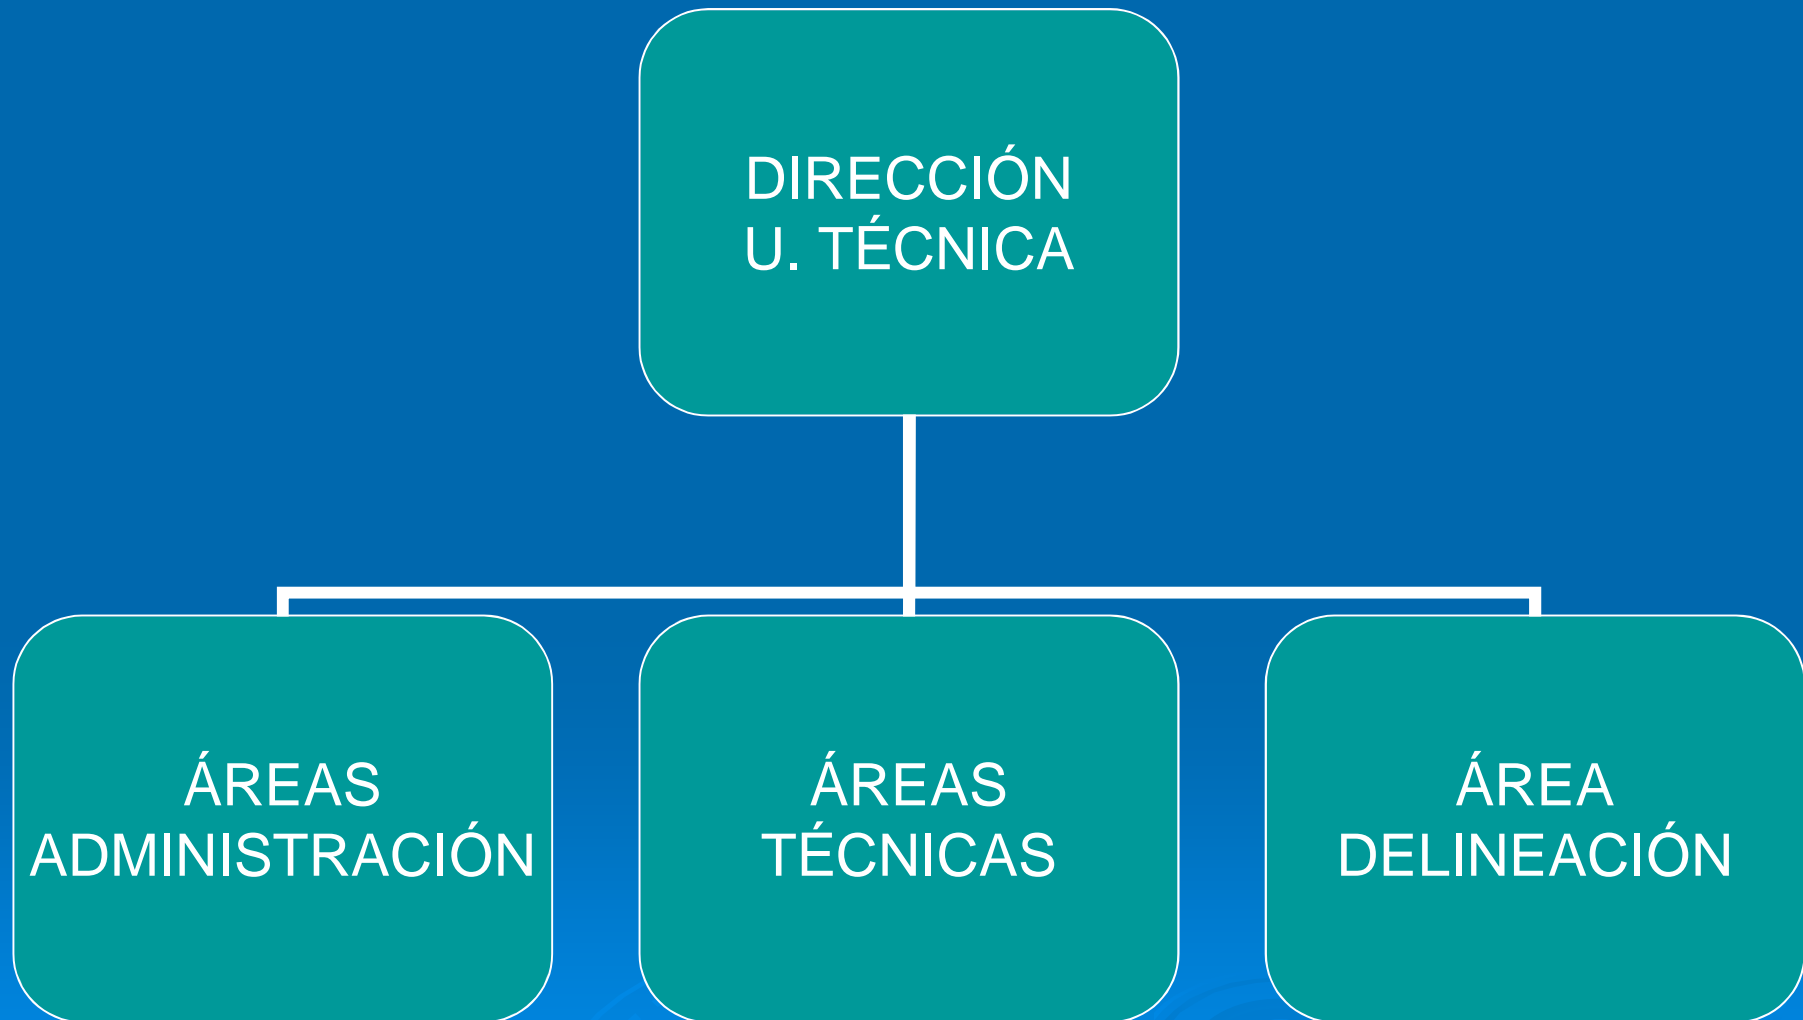 DIRECCIÓN
U. TÉCNICA
ÁREAS
ADMINISTRACIÓN
ÁREAS
TÉCNICAS
ÁREA
DELINEACIÓN